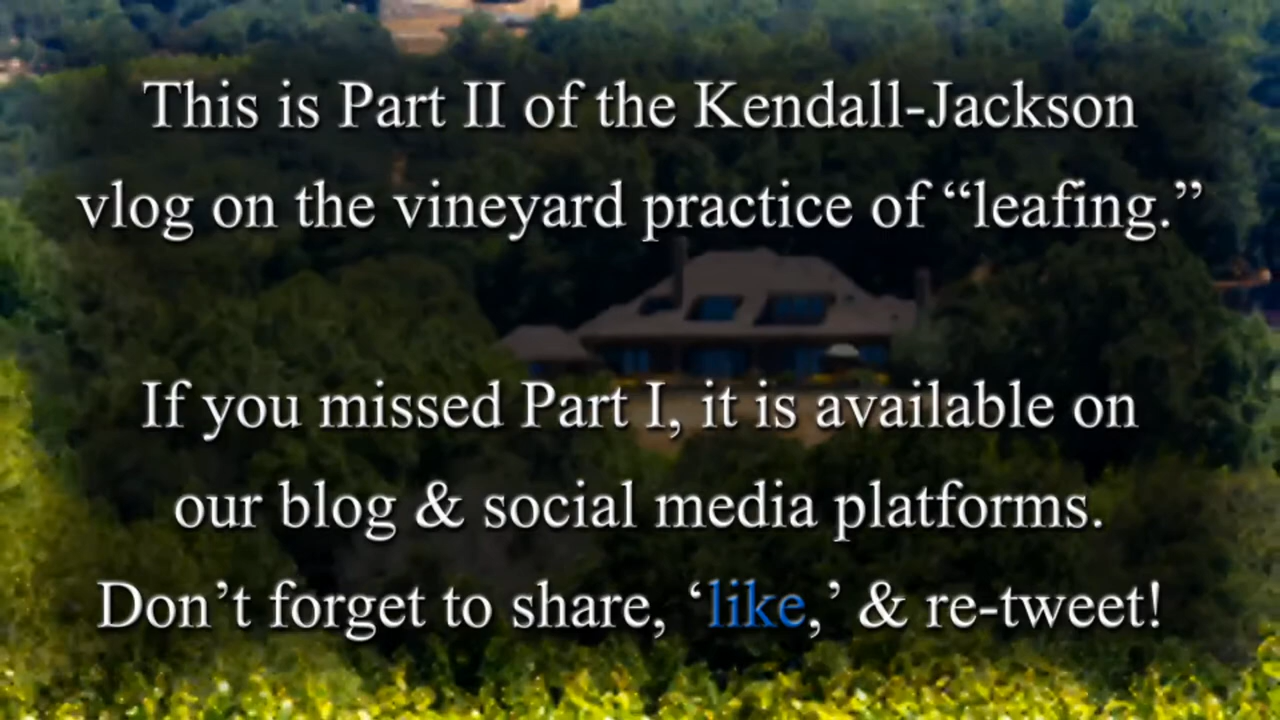 This is Part II of the Kendall-Jackson
vlog on the vineyard practice of “leafing.”
If you missed Part I, it is available on
our blog & social media platforms.
Don’t forget to share, ‘like,’ & re-tweet!